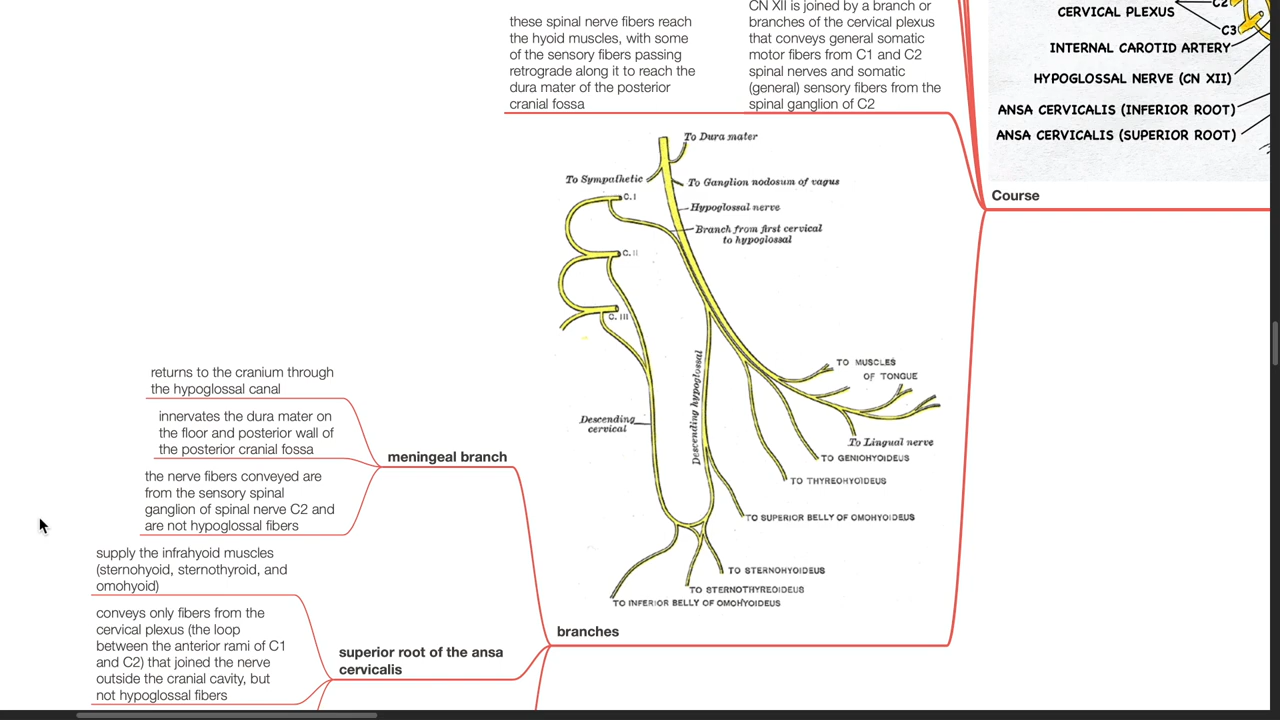 these spinal nerve fibers reach
the hyoid muscles, with some
of the sensory fibers passing
retrograde along it to reach the
dura mater of the posterior
cranial fossa
CN XII is joined by a branch or
branches of the cervical plexus
that conveys general somatic
motor fibers from C1 and C2
spinal nerves and somatic
(general) sensory fibers from the
spinal ganglion of C2
C2
CERVICAL PLEXUS
C3
INTERNAL CAROTID ARTERY
HYPOGLOSSAL NERVE (CN XII)
ANSA CERVICALIS (INFERIOR ROOT)
ANSA CERVICALIS (SUPERIOR ROOT)
Course
To Dura mater
To Sympathetic
To Ganglion nodosum of vagus
C.I
Hypoglossal nerve
Branch from first cervical
to hypoglossal
C.II
C.III
Descending hypoglossal
TO MUSCLES
OF TONGUE
Descending
cervical
To Lingual nerve
TO GENIOHYOIDEUS
TO THYREOHYOIDEUS
TO SUPERIOR BELLY OF OMOHYOIDEUS
TO STERNOHYOIDEUS
TO STERNOTHYREOIDEUS
TO INFERIOR BELLY OF OMOHYOIDEUS
branches
returns to the cranium through
the hypoglossal canal
innervates the dura mater on
the floor and posterior wall of
the posterior cranial fossa
the nerve fibers conveyed are
from the sensory spinal
ganglion of spinal nerve C2 and
are not hypoglossal fibers
meningeal branch
supply the infrahyoid muscles
(sternohyoid, sternothyroid, and
omohyoid)
conveys only fibers from the
cervical plexus (the loop
between the anterior rami of C1
and C2) that joined the nerve
outside the cranial cavity, but
not hypoglossal fibers
superior root of the ansa
cervicalis